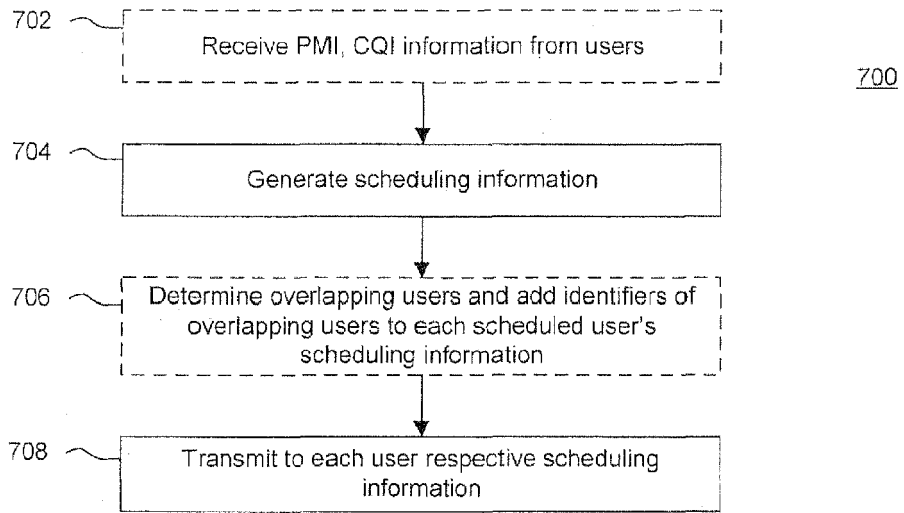 702
Receive PMI, CQI information from users
700
704
Generate scheduling information
706
Determine overlapping users and add identifiers of
overlapping users to each scheduled user's
scheduling information
708
Transmit to each user respective scheduling
information